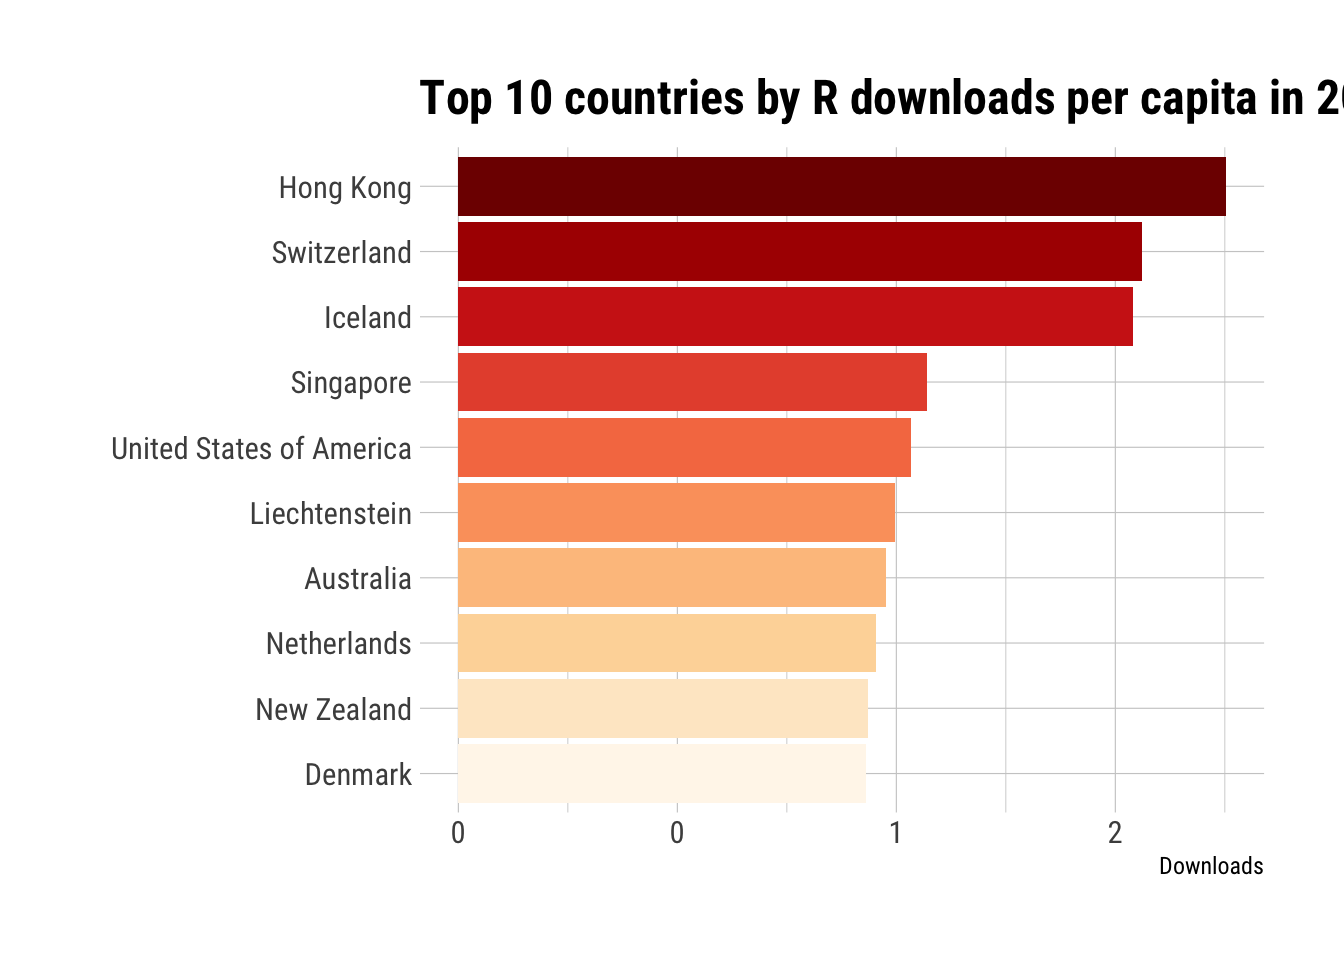 Top 10 countries by R downloads per capita in 20
Hong Kong
Switzerland
Iceland
Singapore
United States of America
Liechtenstein
Australia
Netherlands
New Zealand
Denmark
0 0 1 2
Downloads